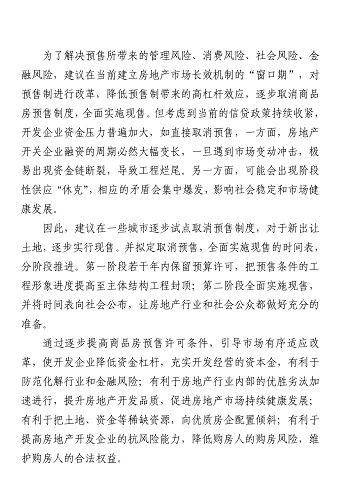 为了解决预售所带来的管理风险、消费风险、社会风险、金
融风险，建议在当前建立房地产市场长效机制的“窗口期”，对
预售制进行改革，降低预售制带来的高杠杆效应，逐步取消商品
房预售制度，全面实施现售。但考虑到当前的信贷政策持续收紧，
开发企业资金压力普遍加大，如直接取消预售，一方面，房地产
开关企业融资的周期必然大幅变长，一旦遇到市场变动冲击，极
易出现资金链断裂，导致工程烂尾。另一方面，可能会出现阶段
性供应“休克”，相应的矛盾会集中爆发，影响社会稳定和市场健
康发展。
因此，建议在一些城市逐步试点取消预售制度，对于新出让
土地，逐步实行现售。并拟定取消预售，全面实施现售的时间表，
分阶段推进。第一阶段若干年内保留预算许可，把预售条件的工
程形象进度提高至主体结构工程封顶；第二阶段全面实施现售，
并将时间表向社会公布，让房地产行业和社会公众都做好充分的
准备。
通过逐步提高商品房预售许可条件，引导市场有序适应改
革，使开发企业降低资金杠杆，充实开发经营的资本金，有利于
防范化解行业和金融风险；有利于房地产行业内部的优胜劣汰加
速进行，提升房地产开发品质，促进房地产市场持续健康发展；
有利于把土地、资金等稀缺资源，向优质房企配置倾斜；有利于
提高房地产开发企业的抗风险能力，降低购房人的购房风险，维
护购房人的合法权益。